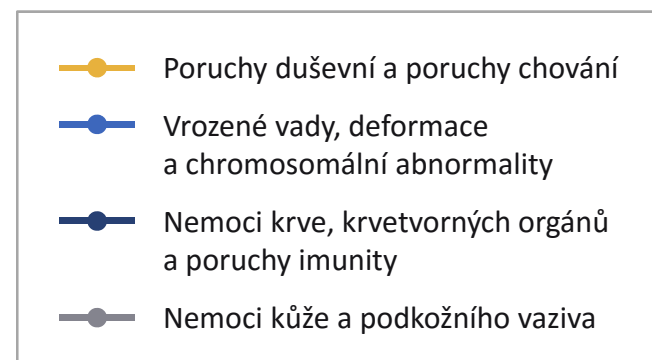 Poruchy duševní a poruchy chování
Vrozené vady, deformace
a chromosomální abnormality
Nemoci krve, krvetvorných orgánů
a poruchy imunity
Nemoci kůže a podkožního vaziva